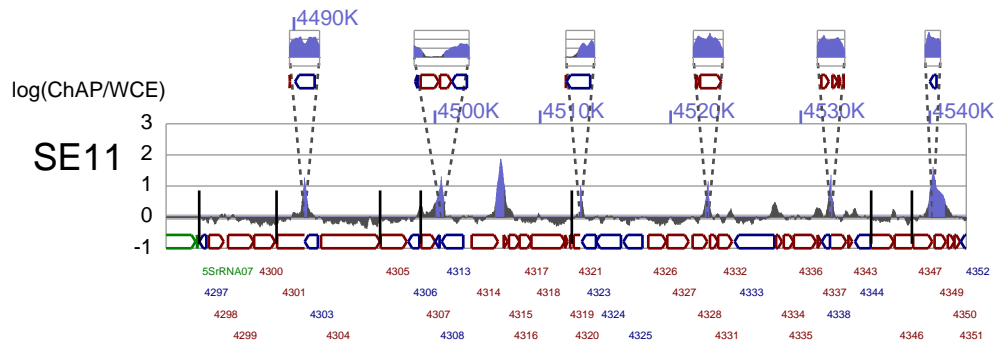 4490K
log(ChAP/WCE)
4500K 4510K 4520K 4530K 4540K
SE11
3
2
1
0
-1
5SrRNA07 4300 4305 4313 4317 4321 4326 4332 4336 4343 4347 4352
4297 4301 4306 4314 4318 4323 4327 4333 4337 4344 4349
4298 4303 4307 4315 4319 4324 4328 4334 4338 4350
4299 4304 4308 4316 4320 4325 4331 4335 4346 4351